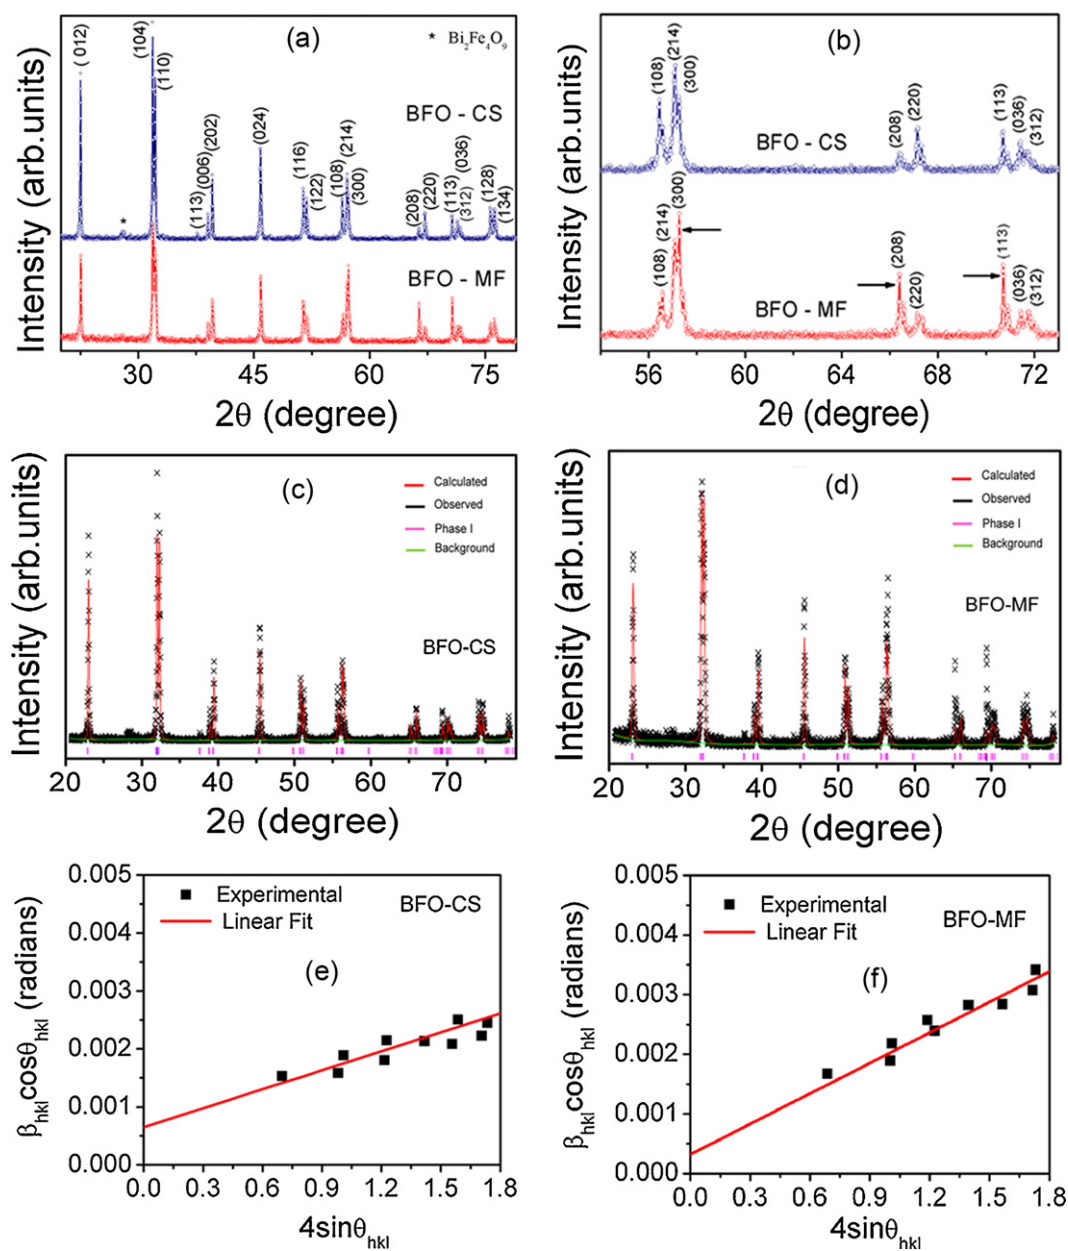 (a)
* Bi2Fe4O9
( 012)
(104)
(110)
BFO - CS
(113)
(006)
(202)
(024)
(116)
(122)
(108)
(214)
(300)
(208)
(220)
(113)
(036)
(312)
(128)
(134)
*
BFO - MF
Intensity (arb.units)
30 45 60 75
2θ (degree)
(b)
(108)
(214)
(300)
BFO - CS
(208)
(220)
(113)
(036)
(312)
(108)
(214)
(300)
BFO - MF
(208)
(220)
(113)
(036)
(312)
Intensity (arb.units)
56 60 64 68 72
2θ (degree)
(c)
Calculated
Observed
Phase I
Background
BFO-CS
Intensity (arb.units)
20 30 40 50 60 70
2θ (degree)
(d)
Calculated
Observed
Phase I
Background
BFO-MF
Intensity (arb.units)
20 30 40 50 60 70
2θ (degree)
0.005
0.004
0.003
0.002
0.001
0.000
βhklcosθhkl (radians)
Experimental
Linear Fit
BFO-CS
(e)
0.0 0.3 0.6 0.9 1.2 1.5 1.8
4sinθhkl
0.005
0.004
0.003
0.002
0.001
0.000
βhklcosθhkl (radians)
Experimental
Linear Fit
BFO-MF
(f)
0.0 0.3 0.6 0.9 1.2 1.5 1.8
4sinθhkl